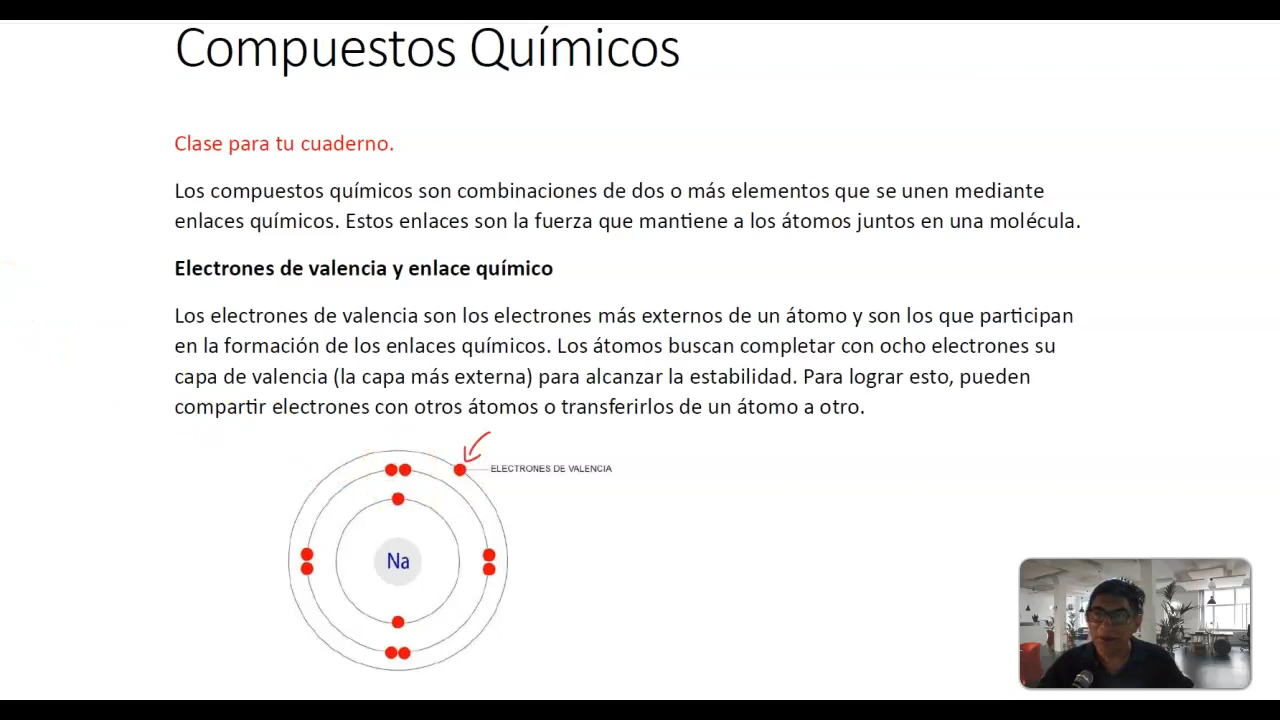 Compuestos Químicos
Clase para tu cuaderno.
Los compuestos químicos son combinaciones de dos o más elementos que se unen mediante
enlaces químicos. Estos enlaces son la fuerza que mantiene a los átomos juntos en una molécula.
Electrones de valencia y enlace químico
Los electrones de valencia son los electrones más externos de un átomo y son los que participan
en la formación de los enlaces químicos. Los átomos buscan completar con ocho electrones su
capa de valencia (la capa más externa) para alcanzar la estabilidad. Para lograr esto, pueden
compartir electrones con otros átomos o transferirlos de un átomo a otro.
ELECTRONES DE VALENCIA
Na